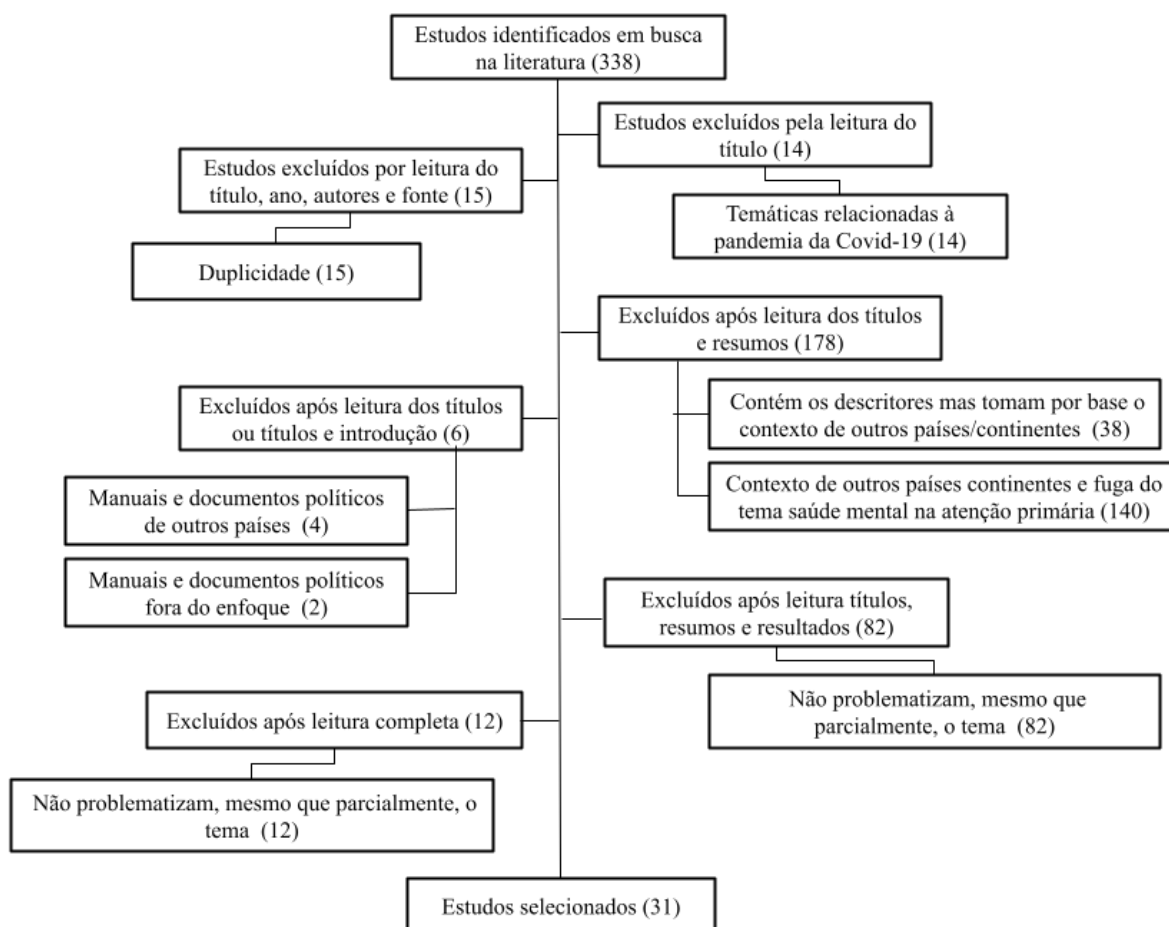 Estudos identificados em busca
na literatura (338)
Estudos excluídos pela leitura do
título (14)
Estudos excluídos por leitura do
título, ano, autores e fonte (15)
Temáticas relacionadas à
pandemia da Covid-19 (14)
Duplicidade (15)
Excluídos após leitura dos títulos
e resumos (178)
Excluídos após leitura dos títulos
ou títulos e introdução (6)
Contém os descritores mas tomam por base o
contexto de outros países/continentes (38)
Manuais e documentos políticos
de outros países (4)
Contexto de outros países continentes e fuga do
tema saúde mental na atenção primária (140)
Manuais e documentos políticos
fora do enfoque (2)
Excluídos após leitura títulos,
resumos e resultados (82)
Excluídos após leitura completa (12)
Não problematizam, mesmo que
parcialmente, o tema (82)
Não problematizam, mesmo que parcialmente, o
tema (12)
Estudos selecionados (31)